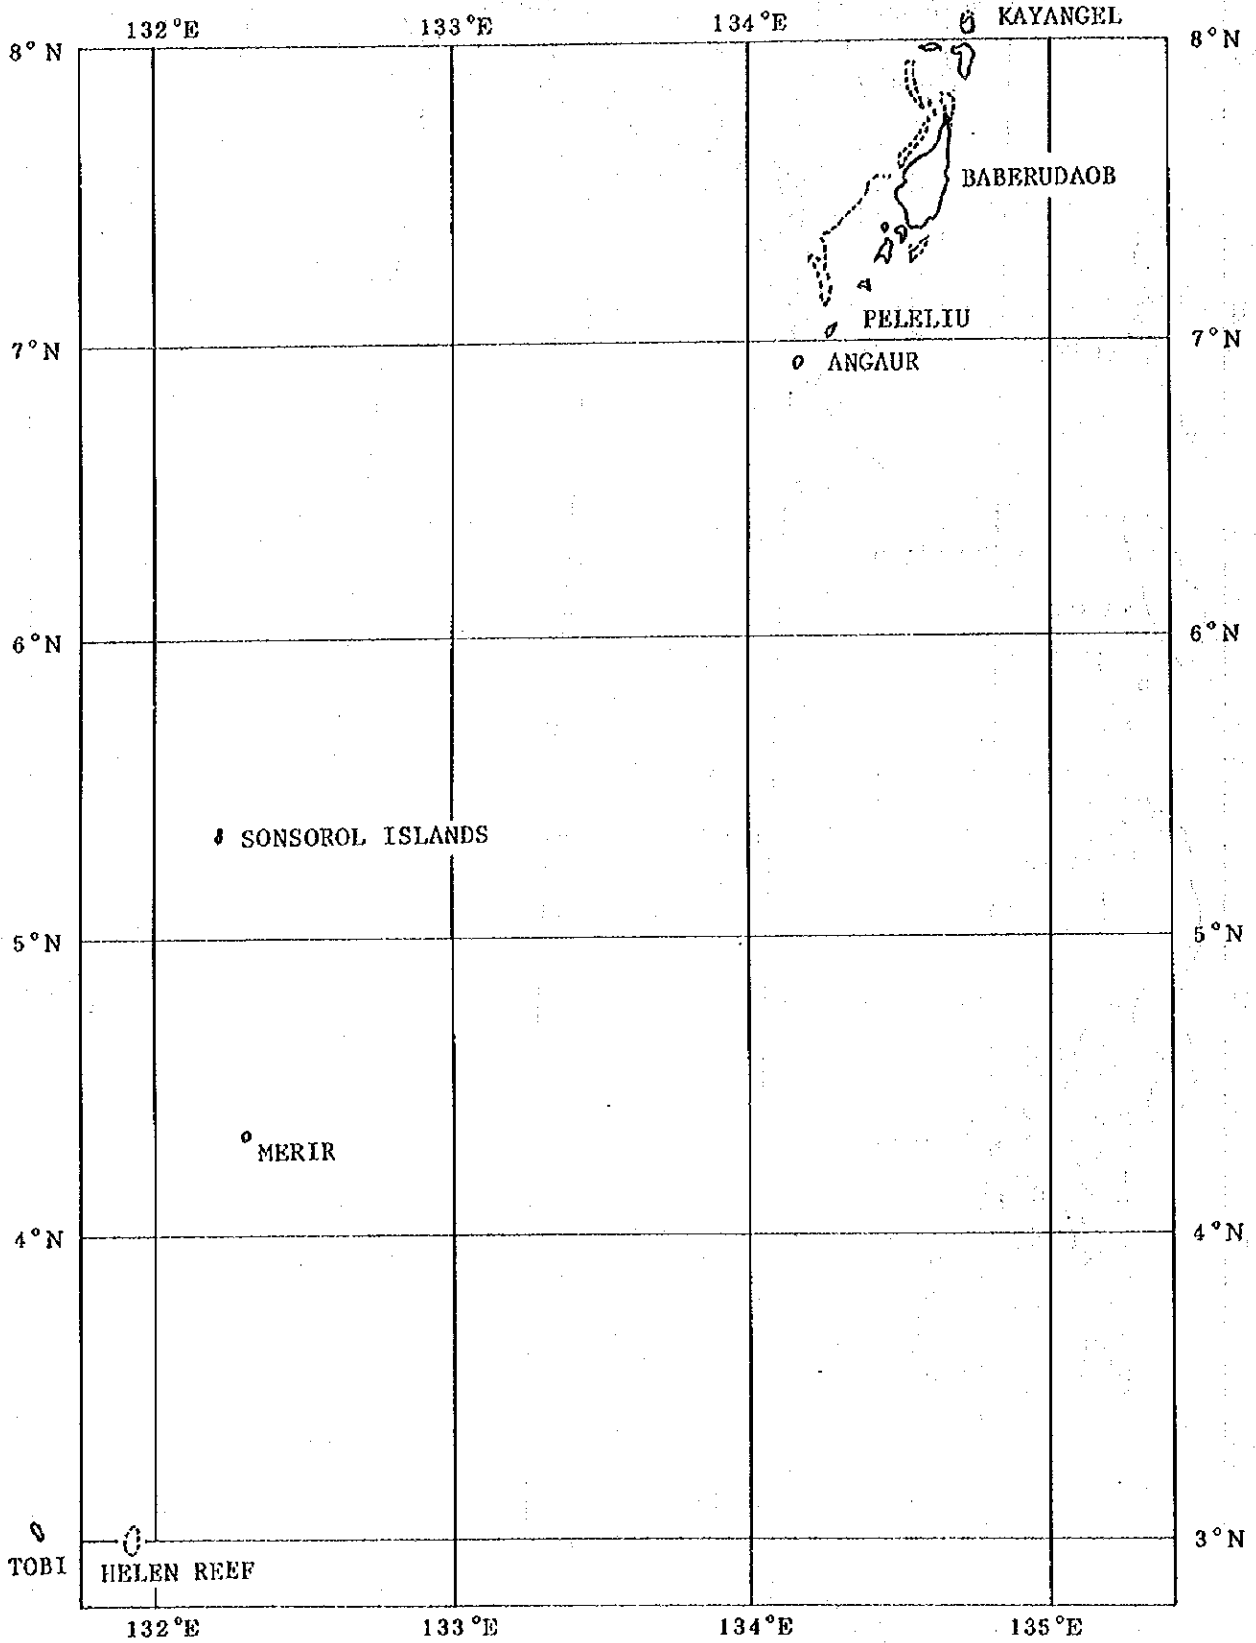 132°E 133°E 134°E KAYANGEL
8°N 8°N
BABERUDAOB
PELELIU
7°N 7°N
ANGAUR
6°N 6°N
SONSOROL ISLANDS
5°N 5°N
MERIR
4°N 4°N
3°N
TOBI HELEN REEF
132°E 133°E 134°E 135°E